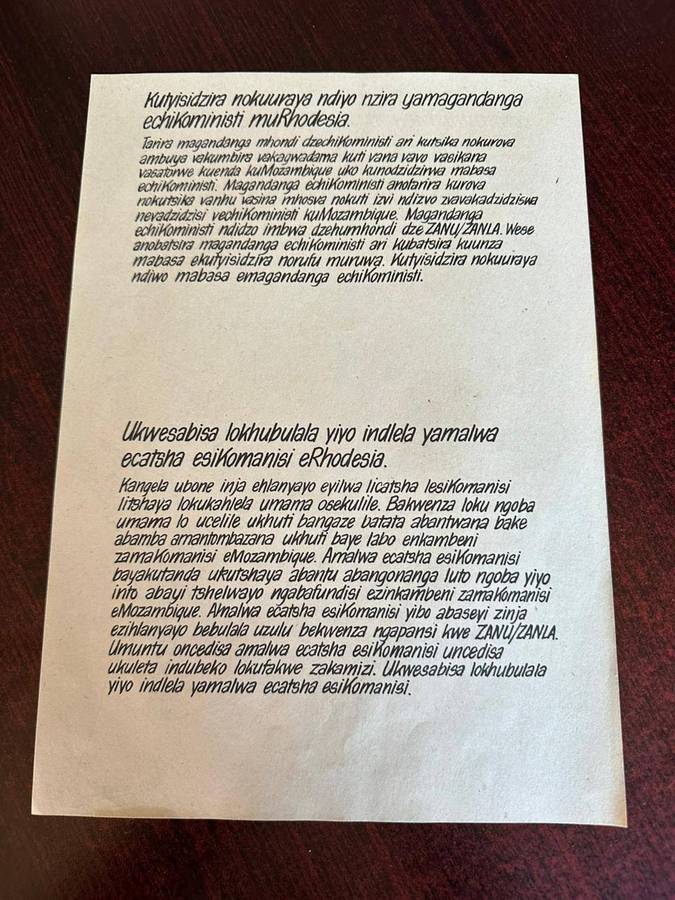 Kutyisidzira nokuuraya ndiyo nzira yamagandanga
echiKoministi muRhodesia.
Tarira magandanga mhondi dzechiKoministi ari kutsika nokurova
ambuya vakumbira vakagwadama kuti vana vavo vasikana
vasatorwe kuenda kuMozambique uko kunodzidzirwa mabasa
echiKoministi. Magandanga echiKoministi anofarira kurova
nokutsika vanhu vasina mhosva nokuti izvi ndizvo zvavakadzidziswa
nevadzidzisi vechiKoministi kuMozambique. Magandanga
echiKoministi ndidzo imbwa dzehumhondi dze ZANU/ZANLA. Wese
anobatsira magandanga echiKoministi ari kubatsira kuunza
mabasa ekutyisidzira norufu muruwa. Kutyisidzira nokuuraya
ndiwo mabasa emagandanga echiKoministi.
Ukwesabisa lokhubulala yiyo indlela yamalwa
ecatsha esiKomanisi eRhodesia.
Kangela ubone inja ehlanyayo eyilwa licatsha lesiKomanisi
litshaya lokukahlela umama osekulile. Bakwenza loku ngoba
umama lo ucelile ukhuti bangaze batata abantwana bake
abamba amantombazana ukhuti baye labo enkambeni
zamaKomanisi eMozambique. Amalwa ecatsha esiKomanisi
bayakutanda ukutshaya abantu abangonanga luto ngoba yiyo
into abayi tshelwayo ngabafundisi ezinkambeni zamaKomanisi
eMozambique. Amalwa ecatsha esiKomanisi yibo abaseyi zinja
ezihlanyayo bebulala uzulu bekwenza ngapansi kwe ZANU/ZANLA.
Umuntu oncedisa amalwa ecatsha esiKomanisi uncedisa
ukuleta indubeko lokufakwe zakamizi. Ukwesabisa lokhubulala
yiyo indlela yamalwa ecatsha esiKomanisi.